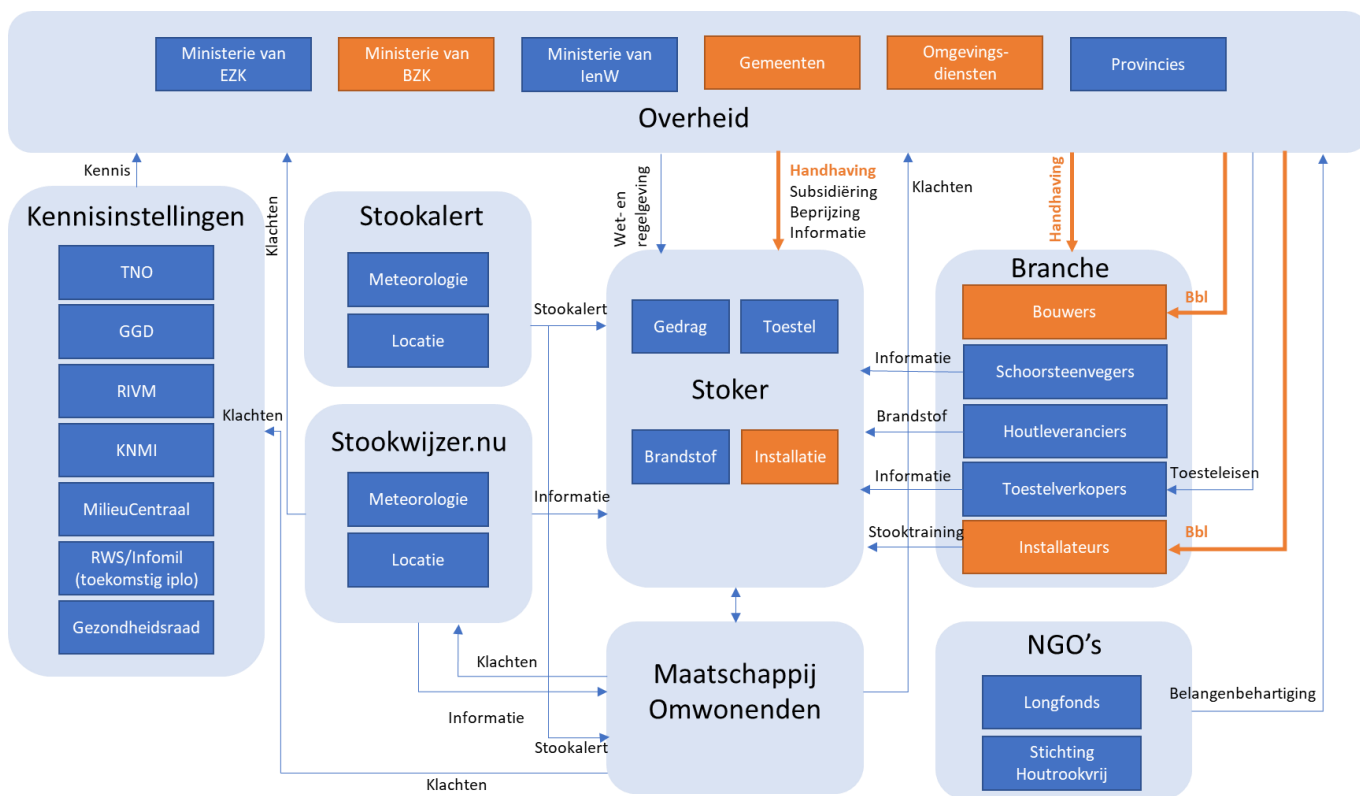 Ministerie van
EZK
Ministerie van
BZK
Ministerie van
IenW
Gemeenten
Omgevings-
diensten
Provincies
Overheid
Kennis
Klachten
Wet- en
regelgeving
Handhaving
Subsidiëring
Beprijzing
Informatie
Klachten
Handhaving
Kennisinstellingen
TNO
GGD
RIVM
KNMI
MilieuCentraal
RWS/Infomil
(toekomstig iplo)
Gezondheidsraad
Klachten
Stookalert
Meteorologie
Locatie
Stookalert
Stookwijzer.nu
Meteorologie
Locatie
Informatie
Gedrag
Toestel
Stoker
Brandstof
Installatie
Informatie
Brandstof
Informatie
Stooktraining
Branche
Bouwers
Schoorsteenvegers
Houtleveranciers
Toestelverkopers
Installateurs
Bbl
Toesteleisen
Bbl
Klachten
Informatie
Stookalert
Klachten
Maatschappij
Omwonenden
NGO's
Longfonds
Stichting
Houtrookvrij
Belangenbehartiging